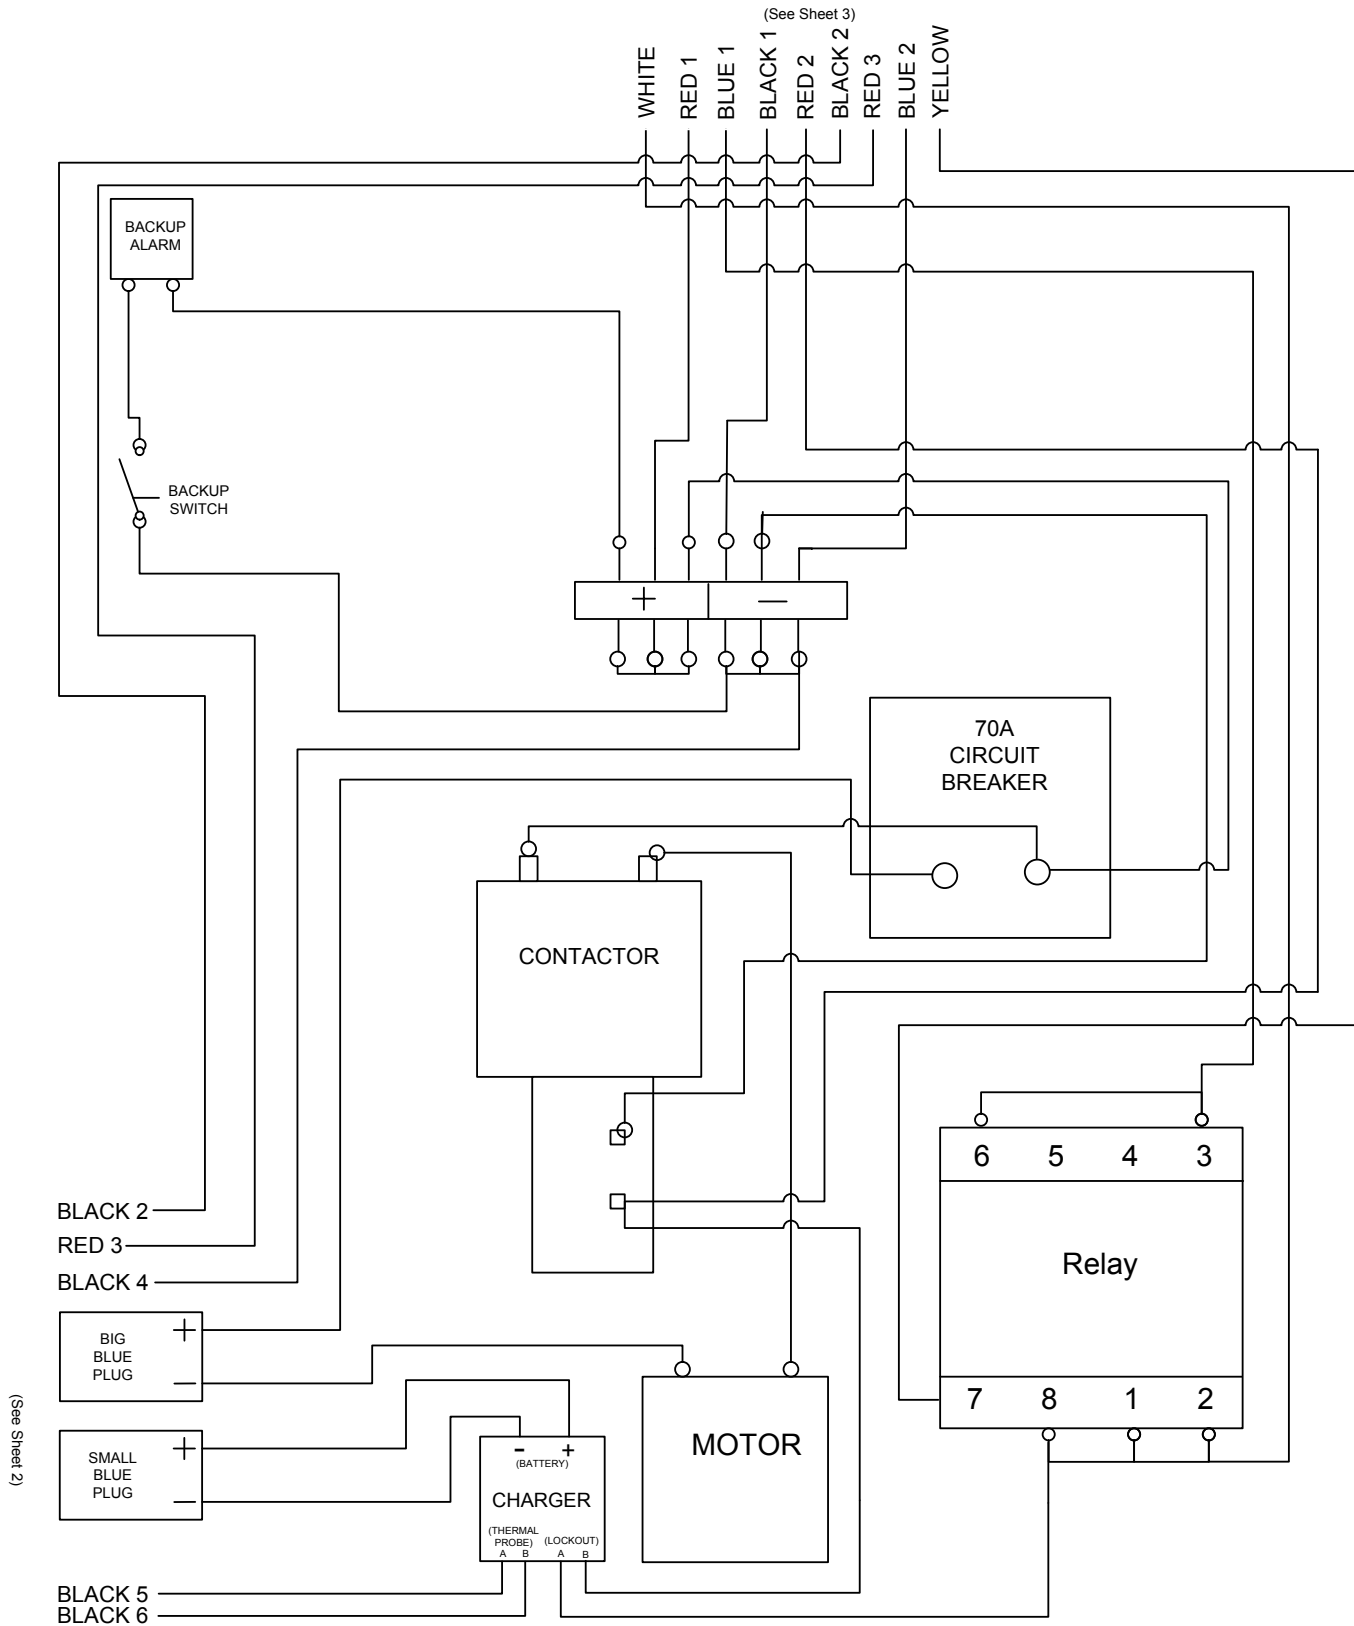 (See Sheet 3)
WHITE
RED 1
BLUE 1
BLACK 1
RED 2
BLACK 2
RED 3
BLUE 2
YELLOW
BACKUP
ALARM
BACKUP
SWITCH
+
—
70A
CIRCUIT
BREAKER
CONTACTOR
6 5 4 3
Relay
7 8 1 2
BLACK 2
RED 3
BLACK 4
BIG
BLUE
PLUG
+
—
SMALL
BLUE
PLUG
+
—
(See Sheet 2)
- +
(BATTERY)
CHARGER
(THERMAL
PROBE)
A B
(LOCKOUT)
A B
MOTOR
BLACK 5
BLACK 6